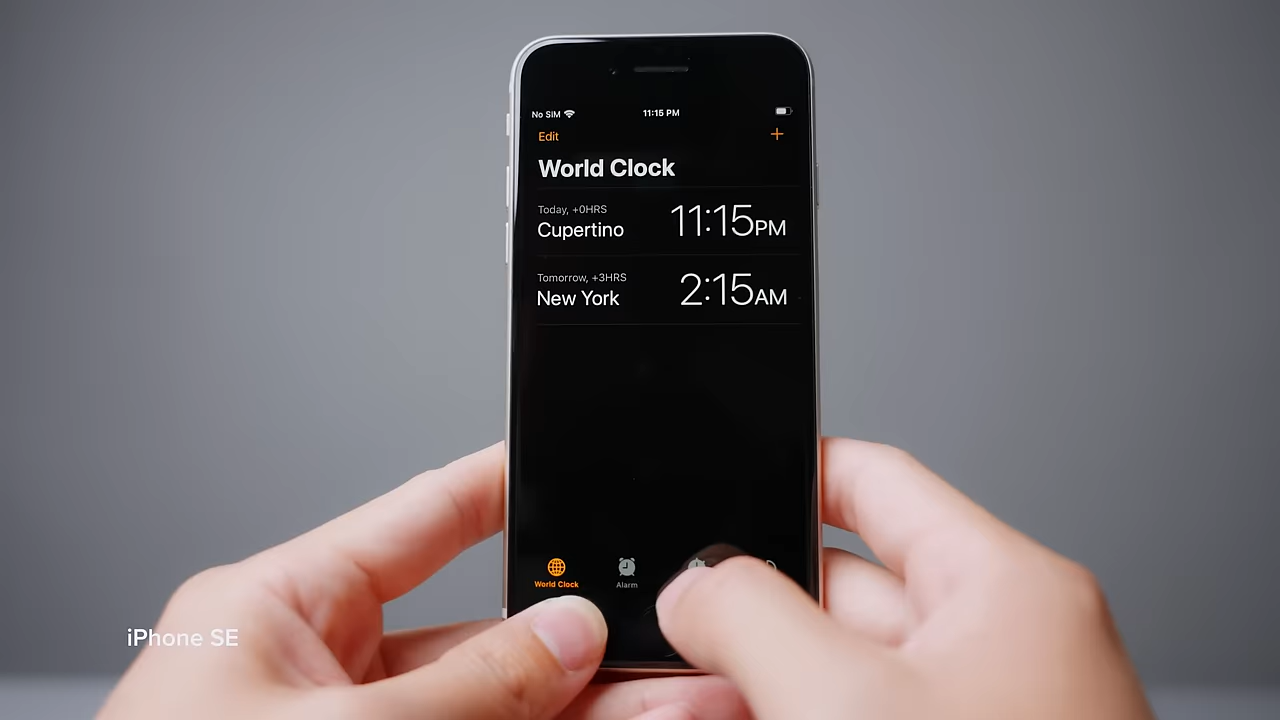 No SIM 11:15 PM
Edit +
World Clock
Today, +0HRS
Cupertino 11:15PM
Tomorrow, +3HRS
New York 2:15AM
World Clock Alarm
iPhone SE